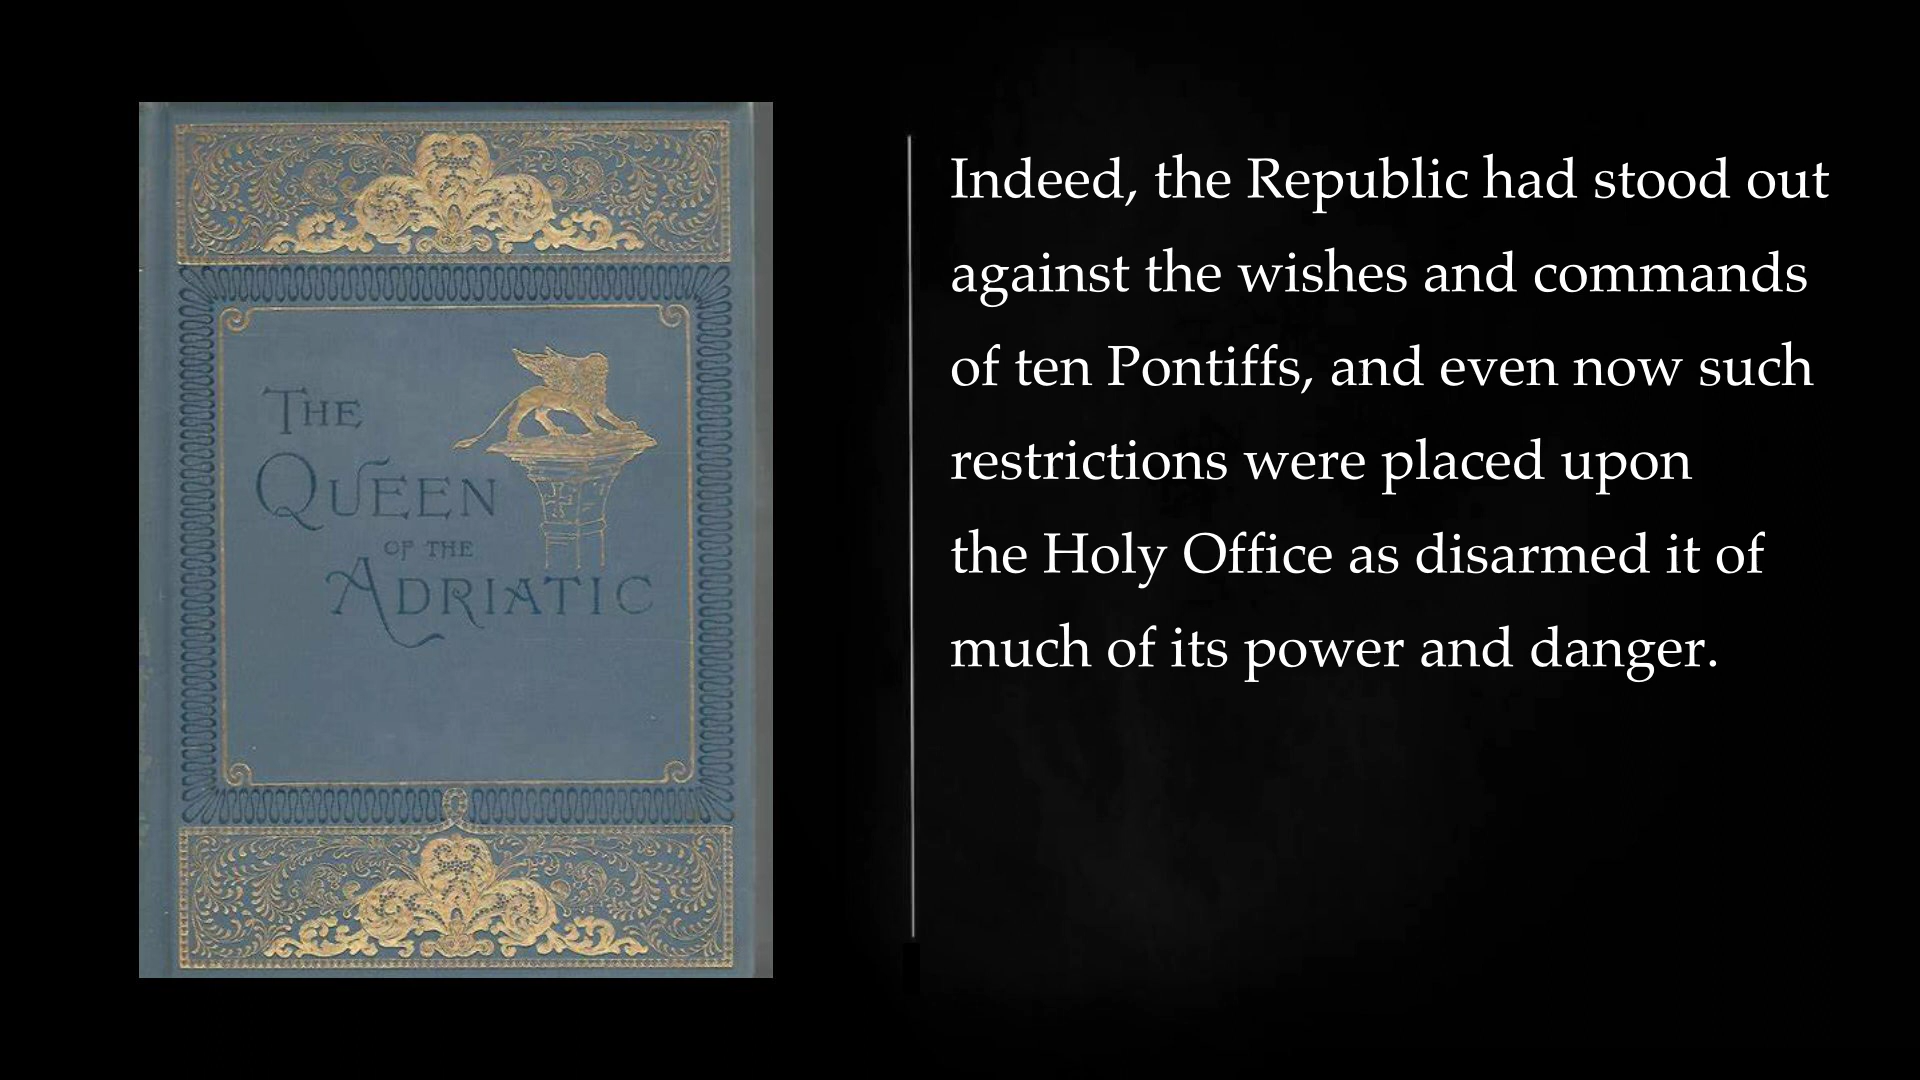 THE
QUEEN
OF THE
ADRIATIC
Indeed, the Republic had stood out
against the wishes and commands
of ten Pontiffs, and even now such
restrictions were placed upon
the Holy Office as disarmed it of
much of its power and danger.